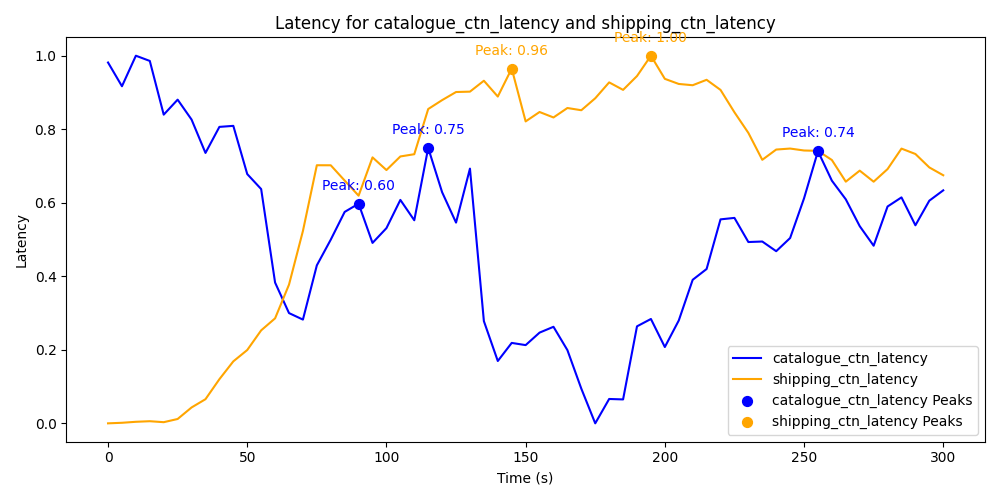 Latency for catalogue_ctn_latency and shipping_ctn_latency
Peak: 1.00
Peak: 0.96
Peak: 0.75
Peak: 0.74
Peak: 0.60
Latency
1.0
0.8
0.6
0.4
0.2
0.0
catalogue_ctn_latency
shipping_ctn_latency
catalogue_ctn_latency Peaks
shipping_ctn_latency Peaks
0 50 100 150 200 250 300
Time (s)